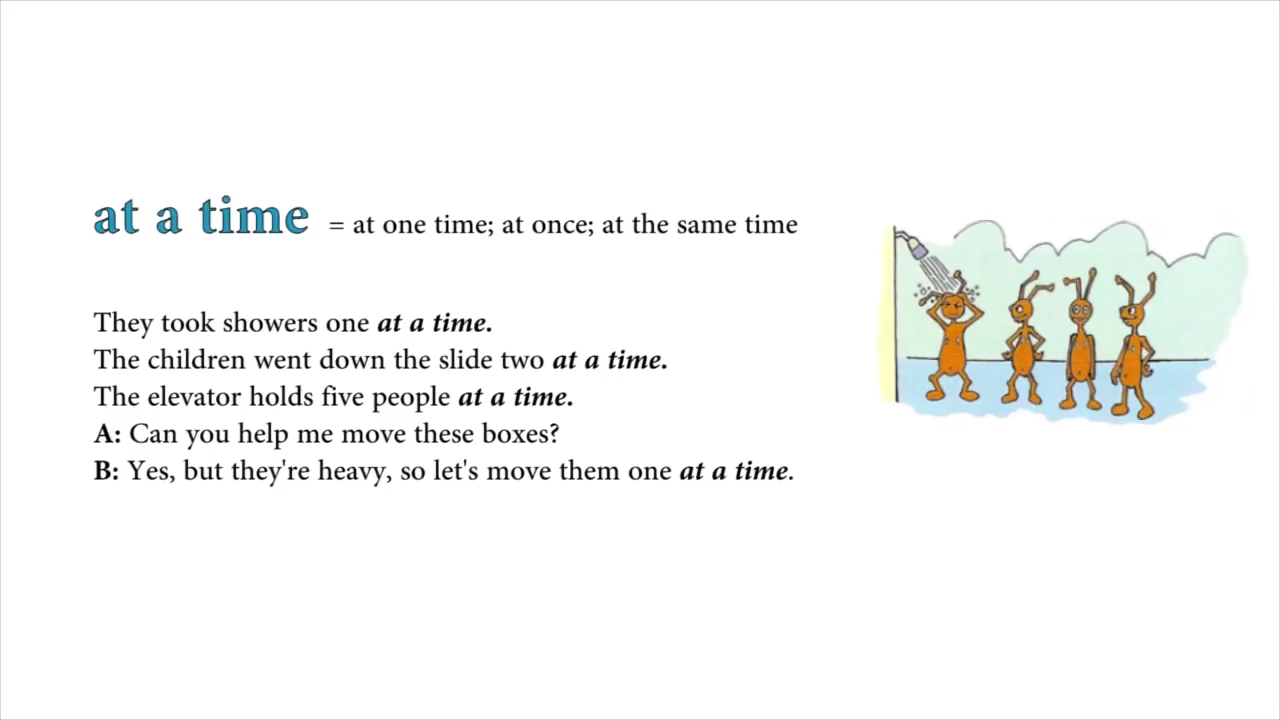 at a time = at one time; at once; at the same time
They took showers one at a time.
The children went down the slide two at a time.
The elevator holds five people at a time.
A: Can you help me move these boxes?
B: Yes, but they're heavy, so let's move them one at a time.